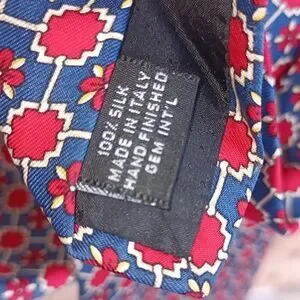 100% SILK
MADE IN ITALY
HAND FINISHED
GEM INT'L